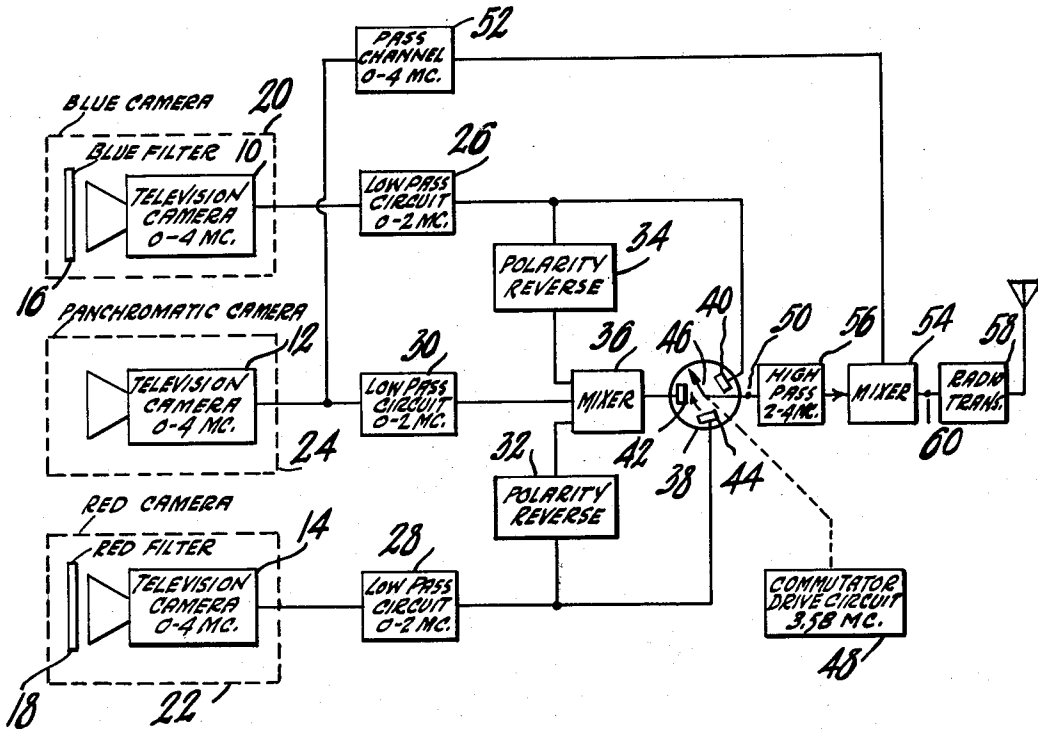 52
PASS
CHANNEL
0-4 MC.
BLUE CAMERA
20
BLUE FILTER
10
TELEVISION
CAMERA
0-4 MC.
16
26
LOW PASS
CIRCUIT
0-2 MC.
34
POLARITY
REVERSE
PANCHROMATIC CAMERA
12
TELEVISION
CAMERA
0-4 MC.
24
30
LOW PASS
CIRCUIT
0-2 MC.
36
MIXER
46
40
50
42
38
44
56
HIGH
PASS
2-4 MC.
54
MIXER
60
58
RADIO
TRANS.
32
POLARITY
REVERSE
RED CAMERA
RED FILTER
14
TELEVISION
CAMERA
0-4 MC.
18
22
28
LOW PASS
CIRCUIT
0-2 MC.
COMMUTATOR
DRIVE CIRCUIT
3.58 MC.
48